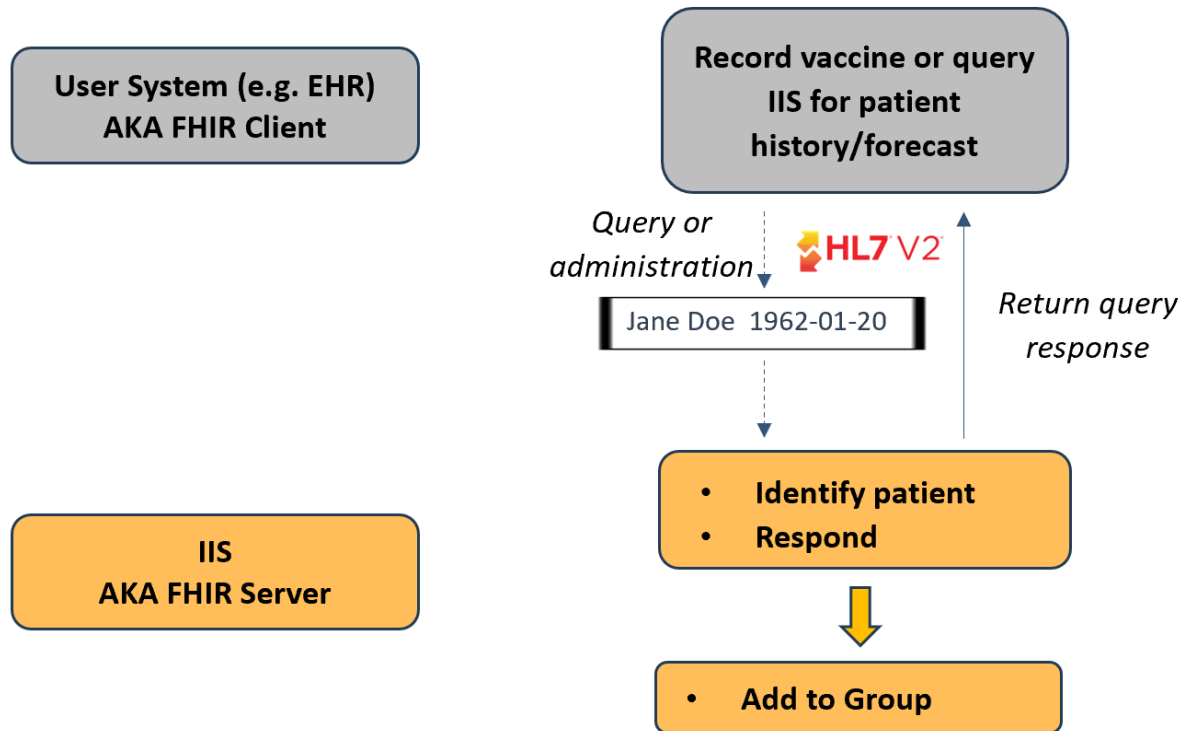 User System (e.g. EHR)
AKA FHIR Client
Record vaccine or query
IIS for patient
history/forecast
Query or
administration
HL7 V2
Jane Doe  1962-01-20
Return query
response
• Identify patient
• Respond
IIS
AKA FHIR Server
• Add to Group